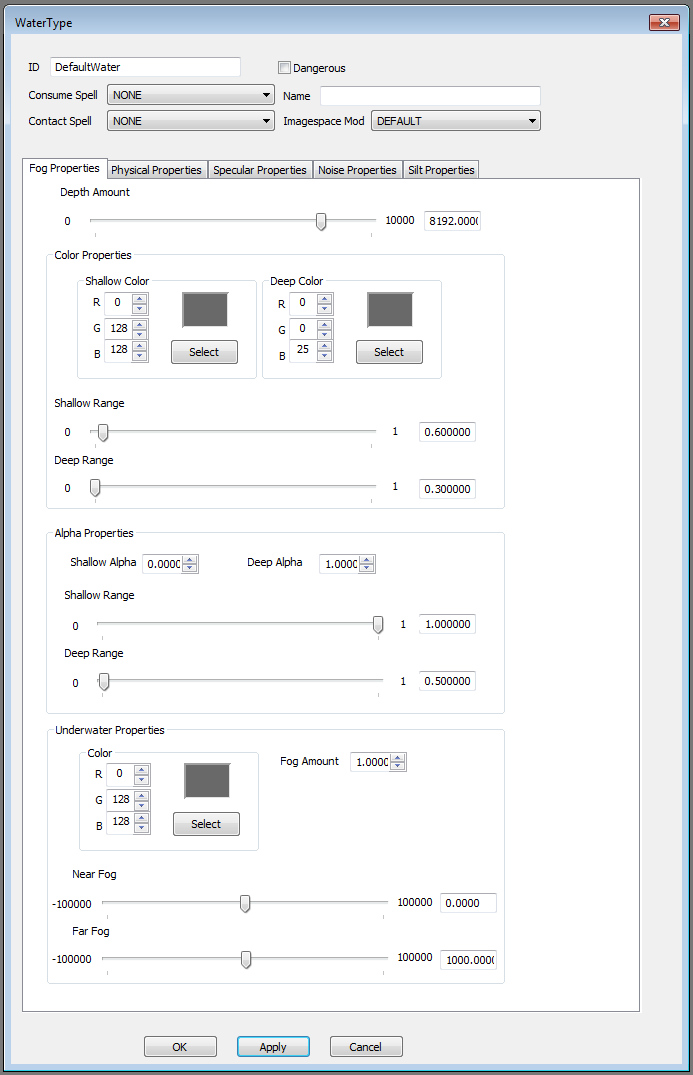 WaterType
ID DefaultWater Dangerous
Consume Spell NONE Name
Contact Spell NONE Imagespace Mod DEFAULT
Fog Properties Physical Properties Specular Properties Noise Properties Silt Properties
Depth Amount
0 10000 8192.000
Color Properties
Shallow Color Deep Color
R 0 R 0
G 128 G 0
B 128 B 25
Select Select
Shallow Range
0 1 0.600000
Deep Range
0 1 0.300000
Alpha Properties
Shallow Alpha 0.0000 Deep Alpha 1.0000
Shallow Range
0 1 1.000000
Deep Range
0 1 0.500000
Underwater Properties
Color
R 0 Fog Amount 1.0000
G 128
B 128
Select
Near Fog
-100000 100000 0.0000
Far Fog
-100000 100000 1000.0000
OK Apply Cancel